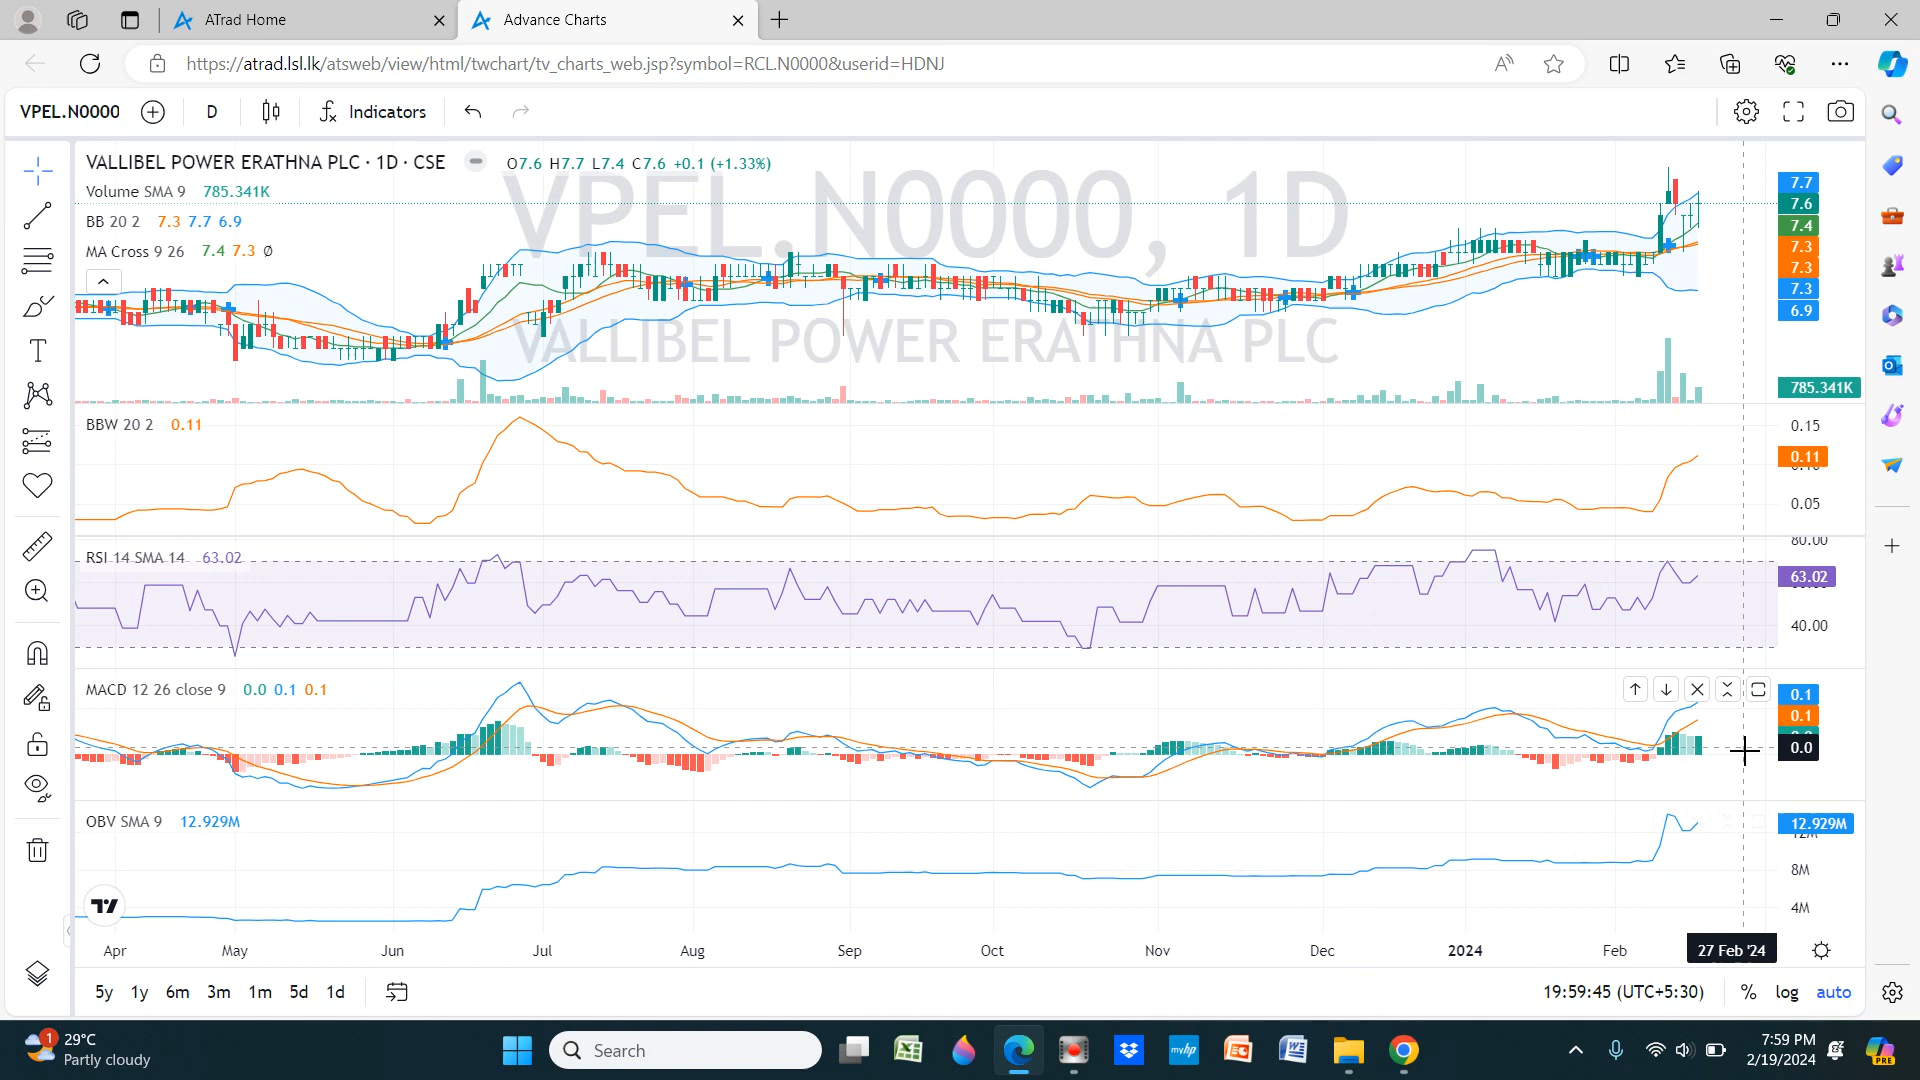 ATrad Home
Advance Charts
https://atrad.lsl.lk/atsweb/view/html/twchart/tv_charts_web.jsp?symbol=RCL.N0000&userid=HDNJ
VPEL.N0000
D
Indicators
VALLIBEL POWER ERATHNA PLC · 1D · CSE
O7.6 H7.7 L7.4 C7.6 +0.1 (+1.33%)
Volume SMA 9 785.341K
BB 20 2 7.3 7.7 6.9
MA Cross 9 26 7.4 7.3 Ø
VPEL.N0000, 1D
VALLIBEL POWER ERATHNA PLC
7.7
7.6
7.4
7.3
7.3
7.3
6.9
785.341K
BBW 20 2 0.11
0.15
0.11
0.05
RSI 14 SMA 14 63.02
80.00
63.02
40.00
MACD 12 26 close 9 0.0 0.1 0.1
0.1
0.1
0.0
OBV SMA 9 12.929M
12.929M
8M
4M
Apr May Jun Jul Aug Sep Oct Nov Dec 2024 Feb 27 Feb '24
5y 1y 6m 3m 1m 5d 1d
19:59:45 (UTC+5:30)
% log auto
1
29°C
Partly cloudy
Search
myhp
7:59 PM
2/19/2024
PRE